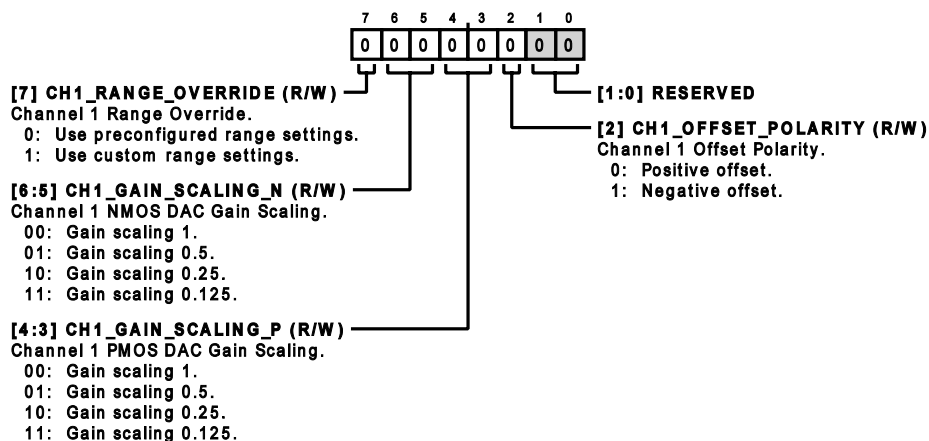 7 6 5 4 3 2 1 0
0 0 0 0 0 0 0 0
[7] CH1_RANGE_OVERRIDE (R/W)
Channel 1 Range Override.
0: Use preconfigured range settings.
1: Use custom range settings.
[6:5] CH1_GAIN_SCALING_N (R/W)
Channel 1 NMOS DAC Gain Scaling.
00: Gain scaling 1.
01: Gain scaling 0.5.
10: Gain scaling 0.25.
11: Gain scaling 0.125.
[4:3] CH1_GAIN_SCALING_P (R/W)
Channel 1 PMOS DAC Gain Scaling.
00: Gain scaling 1.
01: Gain scaling 0.5.
10: Gain scaling 0.25.
11: Gain scaling 0.125.
[1:0] RESERVED
[2] CH1_OFFSET_POLARITY (R/W)
Channel 1 Offset Polarity.
0: Positive offset.
1: Negative offset.